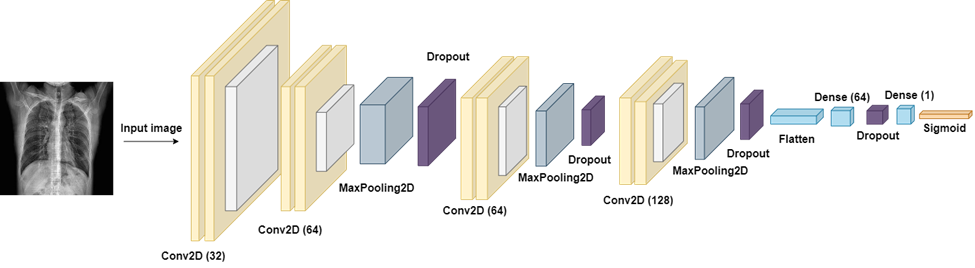 Input image
Conv2D (32)
Conv2D (64)
MaxPooling2D
Dropout
Conv2D (64)
MaxPooling2D
Dropout
Conv2D (128)
MaxPooling2D
Dropout
Flatten
Dense (64)
Dropout
Dense (1)
Sigmoid